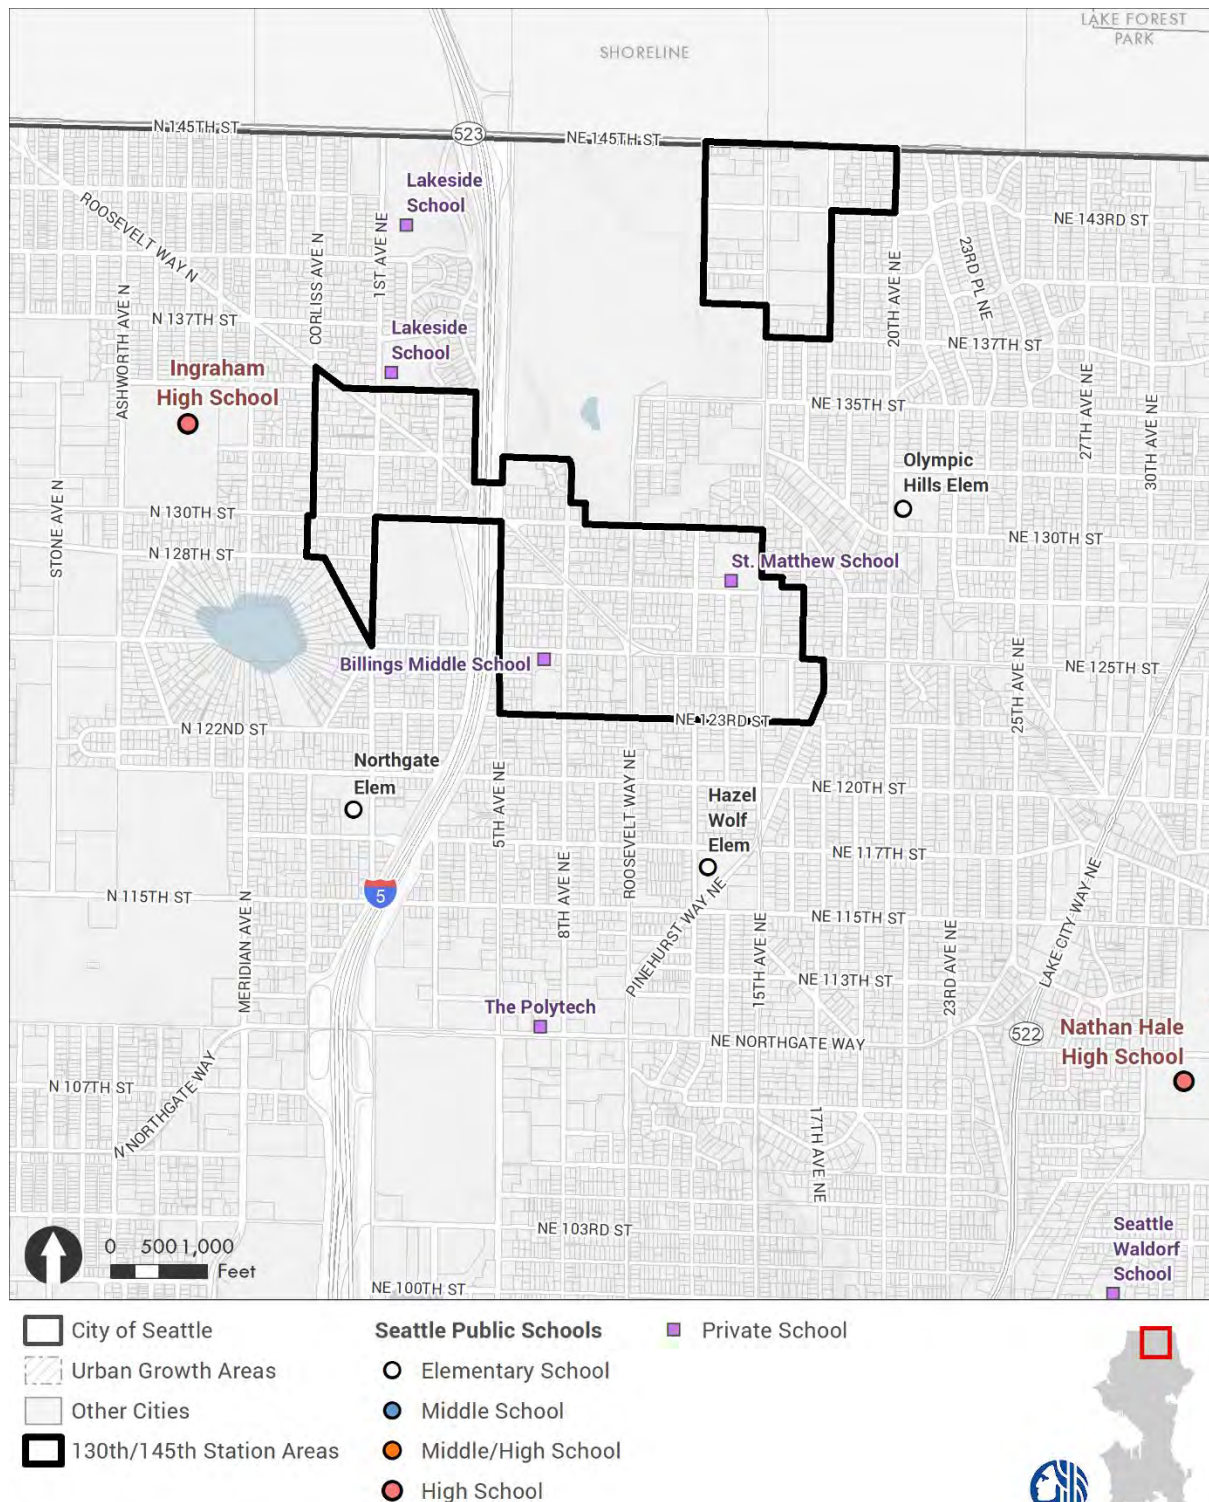 LAKE FOREST
PARK
SHORELINE
N 145TH ST
523
NE 145TH ST
Lakeside
School
ROOSEVELT WAY N
CORLISS AVE N
1ST AVE NE
NE 143RD ST
23RD PL NE
20TH AVE NE
ASHWORTH AVE N
N 137TH ST
Lakeside
School
NE 137TH ST
Ingraham
High School
NE 135TH ST
27TH AVE NE
30TH AVE NE
Olympic
Hills Elem
STONE AVE N
N 130TH ST
NE 130TH ST
N 128TH ST
St. Matthew School
Billings Middle School
NE 125TH ST
25TH AVE NE
N 122ND ST
NE 123RD ST
Northgate
Elem
5TH AVE NE
ROOSEVELT WAY NE
Hazel
Wolf
Elem
NE 120TH ST
NE 117TH ST
5
N 115TH ST
8TH AVE NE
PINEHURST WAY NE
NE 115TH ST
MERIDIAN AVE N
15TH AVE NE
NE 113TH ST
23RD AVE NE
LAKE CITY WAY NE
The Polytech
NE NORTHGATE WAY
522
Nathan Hale
High School
N 107TH ST
N NORTHGATE WAY
17TH AVE NE
NE 103RD ST
Seattle
Waldorf
School
0 500 1,000
Feet
NE 100TH ST
City of Seattle
Urban Growth Areas
Other Cities
130th/145th Station Areas
Seattle Public Schools
Elementary School
Middle School
Middle/High School
High School
Private School